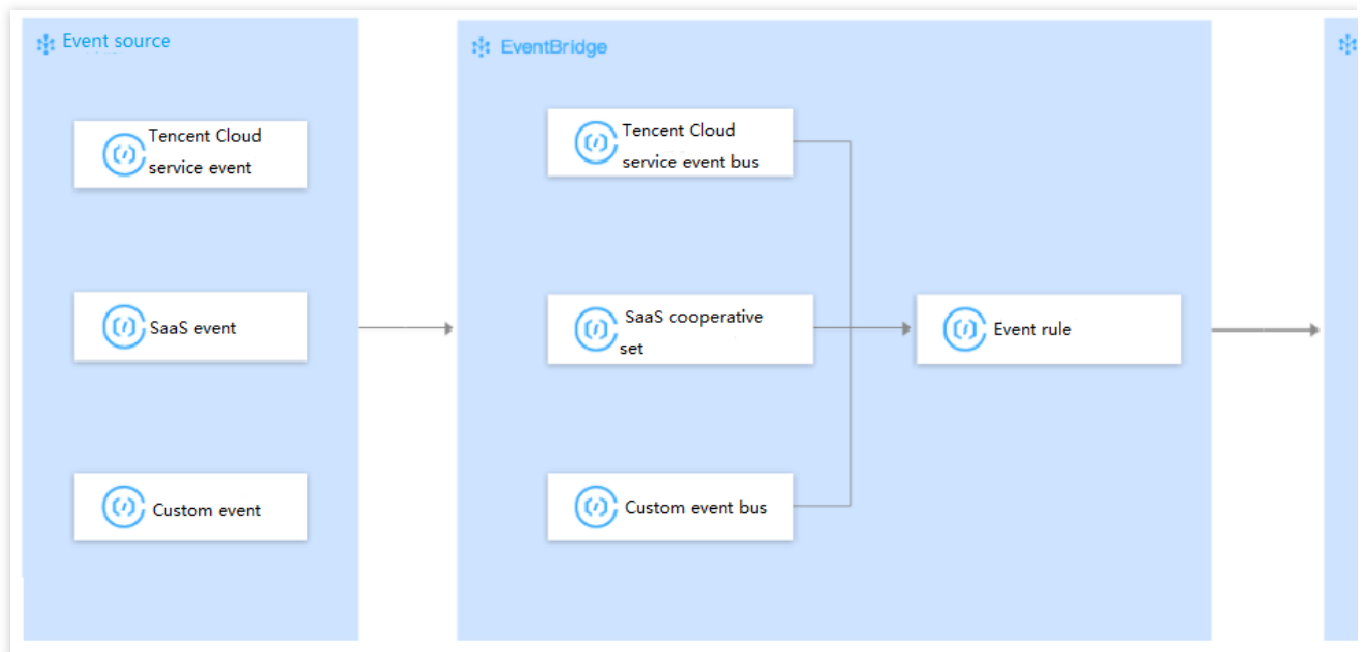 Event source
EventBridge
Tencent Cloud
service event
Tencent Cloud
service event bus
SaaS event
SaaS cooperative
set
Event rule
Custom event
Custom event bus